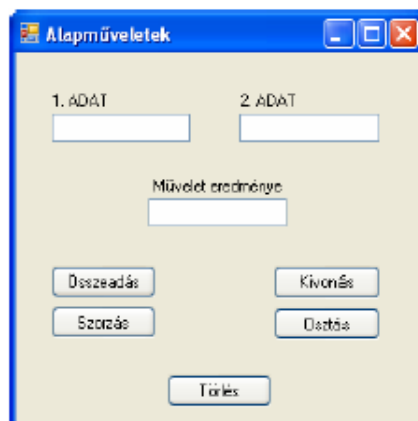 Alapműveletek
1. ADAT 2. ADAT
Művelet eredménye
Összeadás Kivonás
Szorzás Osztás
Törlés